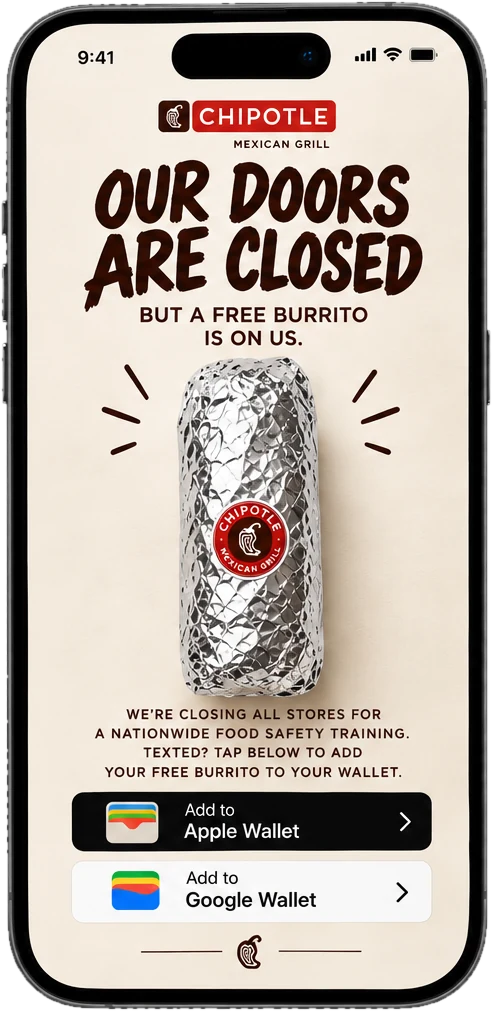 9:41
CHIPOTLE
MEXICAN GRILL
OUR DOORS
ARE CLOSED
BUT A FREE BURRITO
IS ON US.
CHIPOTLE
MEXICAN GRILL
WE'RE CLOSING ALL STORES FOR
A NATIONWIDE FOOD SAFETY TRAINING.
TEXTED? TAP BELOW TO ADD
YOUR FREE BURRITO TO YOUR WALLET.
Add to
Apple Wallet
Add to
Google Wallet